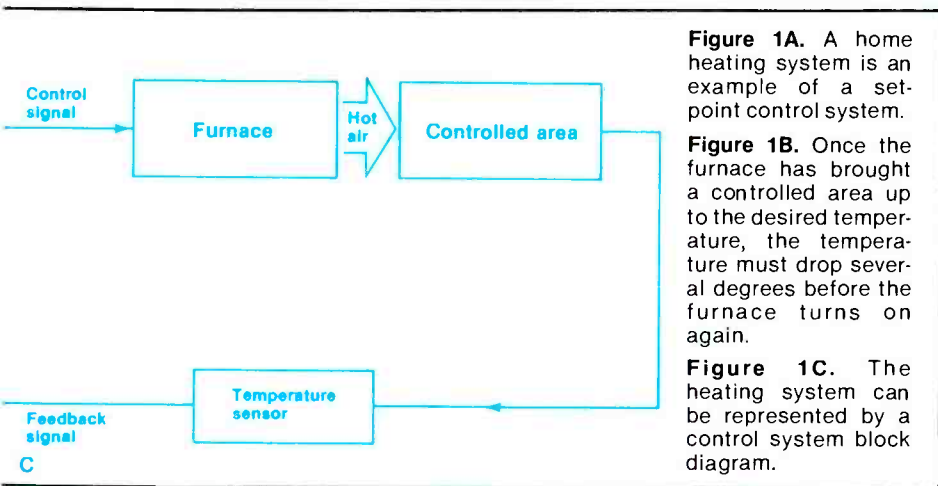 Control
signal
Furnace
Hot
air
Controlled area
Temperature
sensor
Feedback
signal
C
Figure 1A. A home
heating system is an
example of a set-
point control system.
Figure 1B. Once the
furnace has brought
a controlled area up
to the desired temper-
ature, the tempera-
ture must drop sever-
al degrees before the
furnace turns on
again.
Figure 1C. The
heating system can
be represented by a
control system block
diagram.